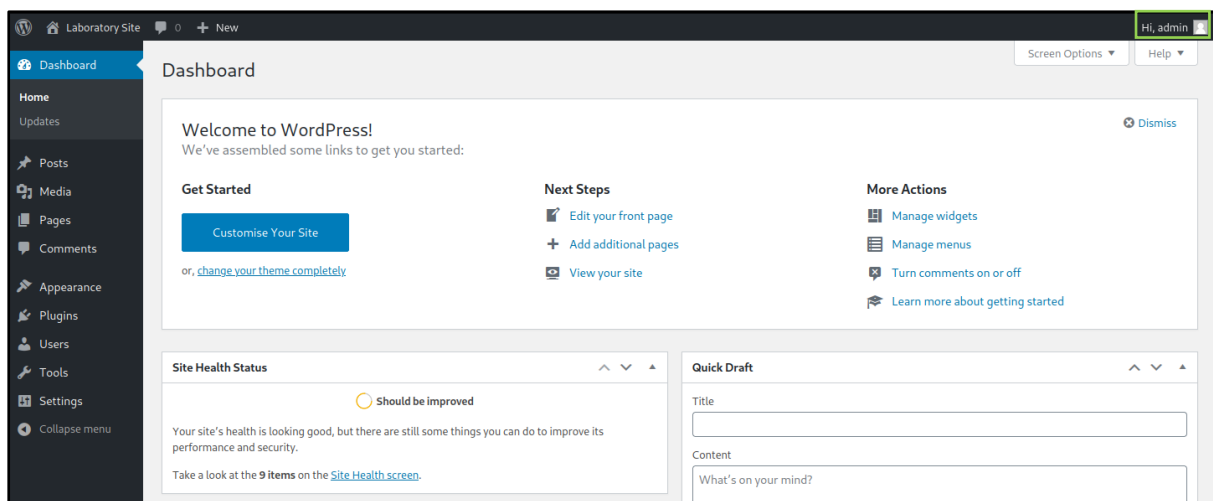 Laboratory Site 0 New Hi, admin
Dashboard
Home
Updates
Posts
Media
Pages
Comments
Appearance
Plugins
Users
Tools
Settings
Collapse menu
Screen Options Help
Dashboard
Welcome to WordPress!
Dismiss
We've assembled some links to get you started:
Get Started
Customise Your Site
or, change your theme completely
Next Steps
Edit your front page
Add additional pages
View your site
More Actions
Manage widgets
Manage menus
Turn comments on or off
Learn more about getting started
Site Health Status
Should be improved
Your site's health is looking good, but there are still some things you can do to improve its
performance and security.
Take a look at the 9 items on the Site Health screen.
Quick Draft
Title
Content
What's on your mind?